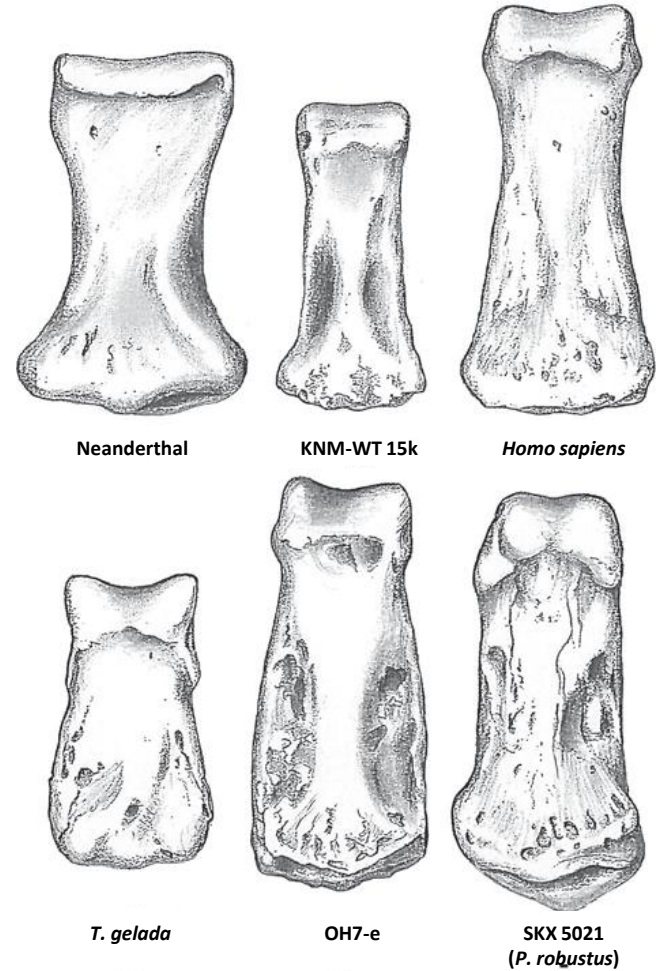 Neanderthal
KNM-WT 15k
Homo sapiens
T. gelada
OH7-e
SKX 5021
(P. robustus)